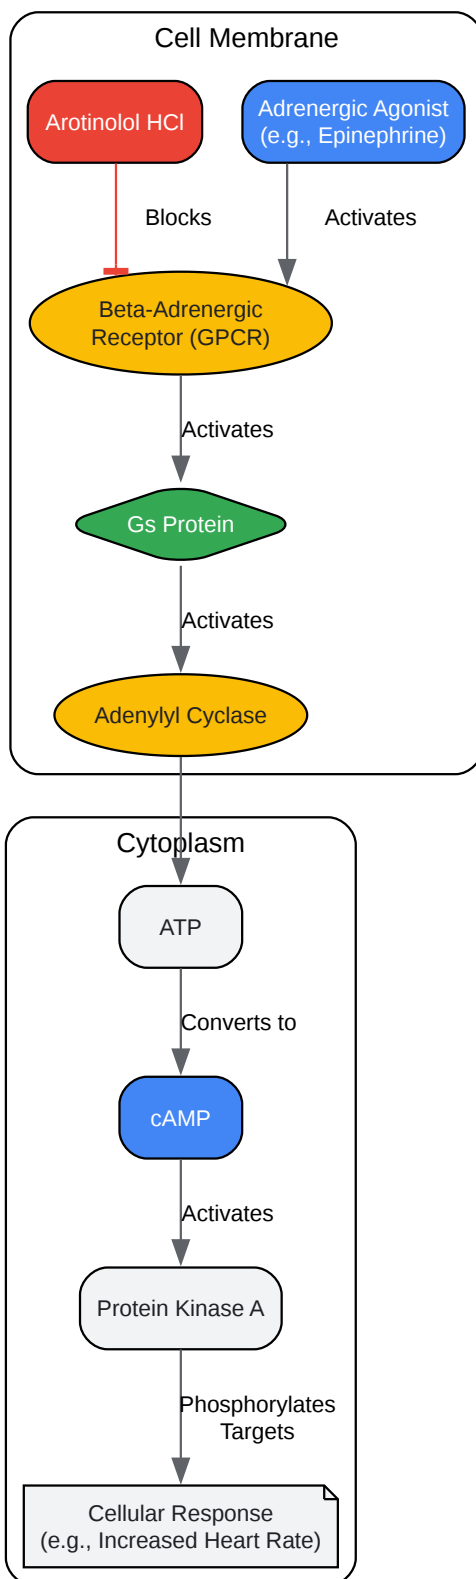 Cell Membrane
Arotinolol HCl
Adrenergic Agonist
(e.g., Epinephrine)
Blocks
Activates
Beta-Adrenergic
Receptor (GPCR)
Activates
Gs Protein
Activates
Adenylyl Cyclase
Cytoplasm
ATP
Converts to
cAMP
Activates
Protein Kinase A
Phosphorylates
Targets
Cellular Response
(e.g., Increased Heart Rate)